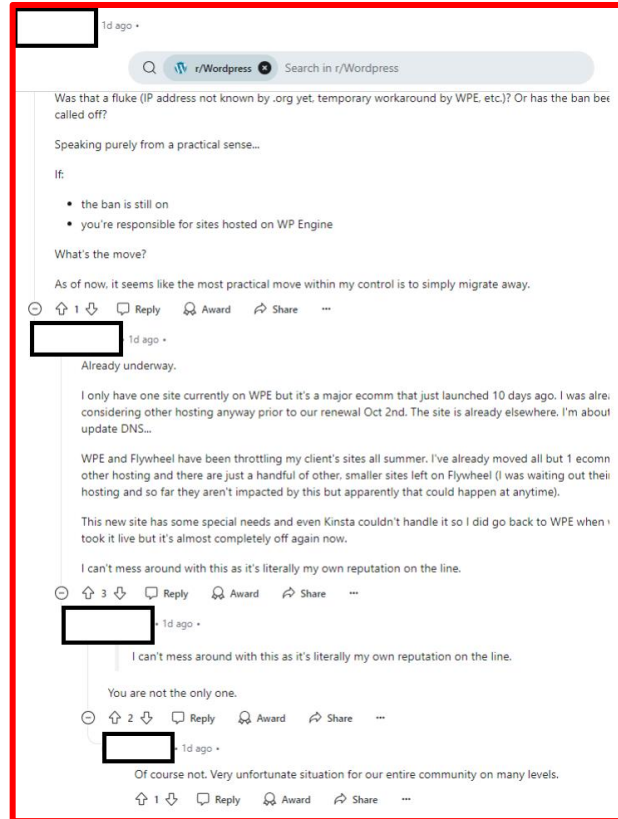 1d ago •
r/Wordpress Search in r/Wordpress
Was that a fluke (IP address not known by .org yet, temporary workaround by WPE, etc.)? Or has the ban
called off?
Speaking purely from a practical sense...
If:
• the ban is still on
• you're responsible for sites hosted on WP Engine
What's the move?
As of now, it seems like the most practical move within my control is to simply migrate away.
1 Reply Award Share ...
• 1d ago •
Already underway.
I only have one site currently on WPE but it's a major ecomm that just launched 10 days ago. I was
considering other hosting anyway prior to our renewal Oct 2nd. The site is already elsewhere. I'm about
update DNS...
WPE and Flywheel have been throttling my client's sites all summer. I've already moved all but 1 ecomm
other hosting and there are just a handful of other, smaller sites left on Flywheel (I was waiting out
hosting and so far they aren't impacted by this but apparently that could happen at anytime).
This new site has some special needs and even Kinsta couldn't handle it so I did go back to WPE when
took it live but it's almost completely off again now.
I can't mess around with this as it's literally my own reputation on the line.
3 Reply Award Share ...
• 1d ago •
I can't mess around with this as it's literally my own reputation on the line.
You are not the only one.
2 Reply Award Share ...
• 1d ago •
Of course not. Very unfortunate situation for our entire community on many levels.
1 Reply Award Share ...